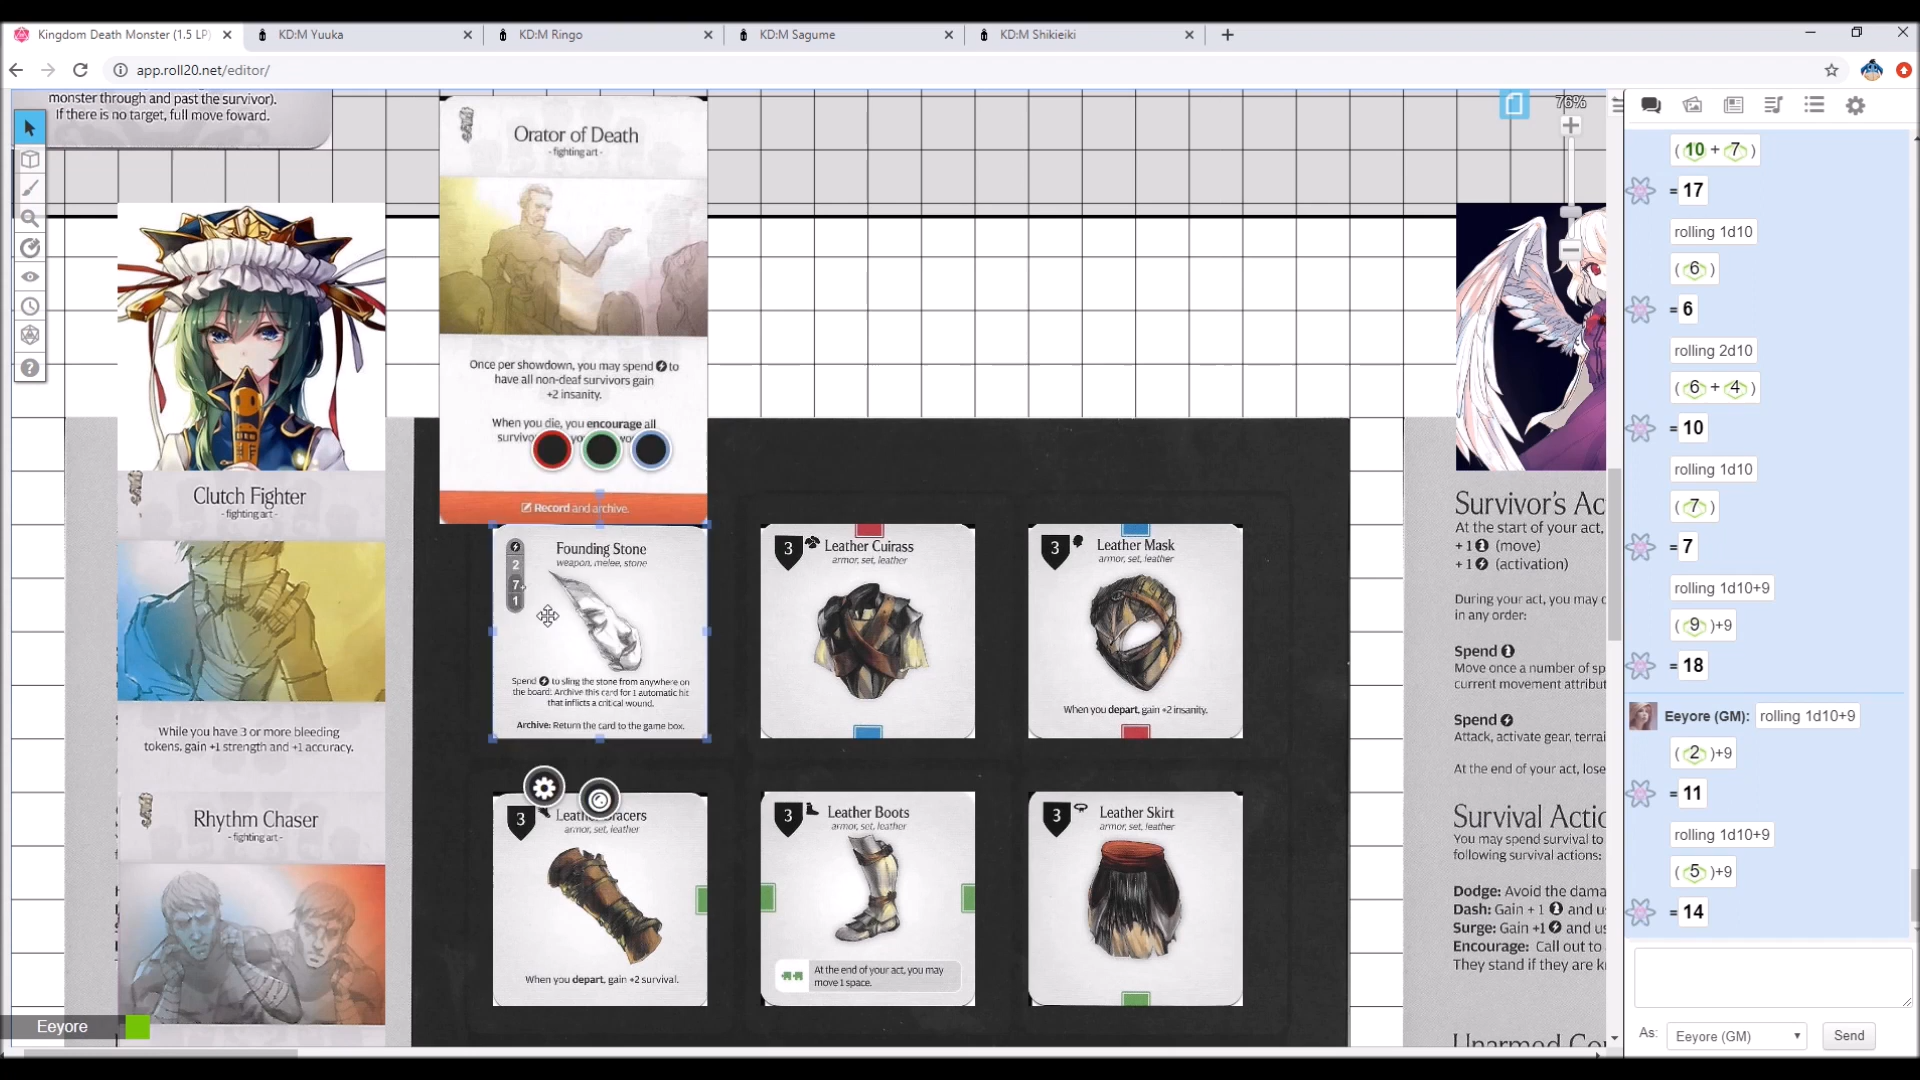 Kingdom Death Monster (1.5 LP)
KD:M Yuuka
KD:M Ringo
KD:M Sagume
KD:M Shikieiki
app.roll20.net/editor/
monster through and past the survivor).
If there is no target, full move foward.
76%
Orator of Death
- fighting art -
Once per showdown, you may spend to
have all non-deaf survivors gain
+2 insanity.
When you die, you encourage all
Record and archive.
Clutch Fighter
- fighting art -
While you have 3 or more bleeding
tokens, gain +1 strength and +1 accuracy.
Rhythm Chaser
- fighting art -
Founding Stone
weapon, melee, stone
2
7+
1
Spend to sling the stone from anywhere on
the board. Archive this card for 1 automatic hit
that inflicts a critical wound.
Archive: Return the card to the game box.
3
Leather Cuirass
armor, set, leather
3
Leather Mask
armor, set, leather
When you depart, gain +2 insanity.
3
armor, set, leather
When you depart, gain +2 survival.
3
Leather Boots
armor, set, leather
At the end of your act, you may
move 1 space.
3
Leather Skirt
armor, set, leather
Survivor's Ac
At the start of your act,
+ 1 (move)
+ 1 (activation)
During your act, you may
in any order:
Spend
Move once a number of sp
current movement attribut
Spend
Attack, activate gear, terrai
At the end of your act, lose
Survival Actio
You may spend survival to
following survival actions:
Dodge: Avoid the dama
Dash: Gain + 1 and us
Surge: Gain +1 and us
Encourage: Call out to
They stand if they are k
Unarmed Co
(10 + 7)
= 17
rolling 1d10
(6)
= 6
rolling 2d10
(6 + 4)
= 10
rolling 1d10
(7)
= 7
rolling 1d10+9
(9)+9
= 18
Eeyore (GM): rolling 1d10+9
(2)+9
= 11
rolling 1d10+9
(5)+9
= 14
As: Eeyore (GM) Send
Eeyore